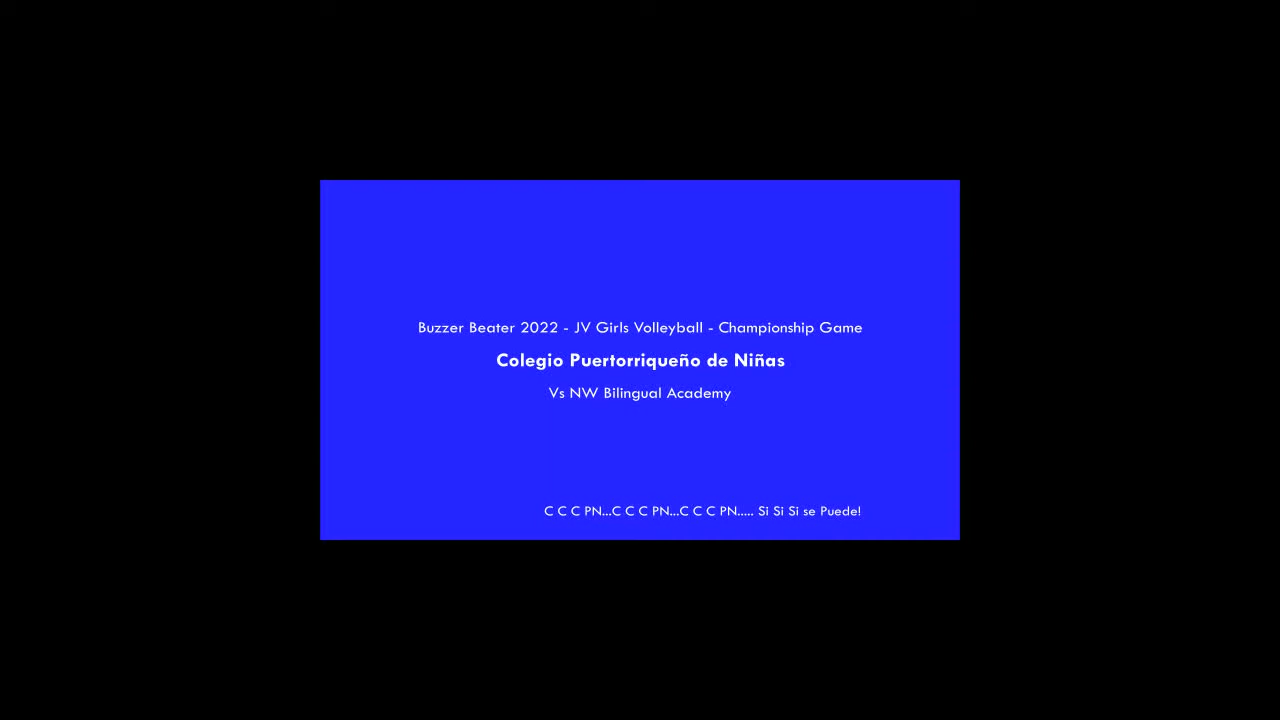 Buzzer Beater 2022 - JV Girls Volleyball - Championship Game
Colegio Puertorriqueño de Niñas
Vs NW Bilingual Academy
C C C PN...C C C PN...C C C PN..... Si Si Si se Puede!